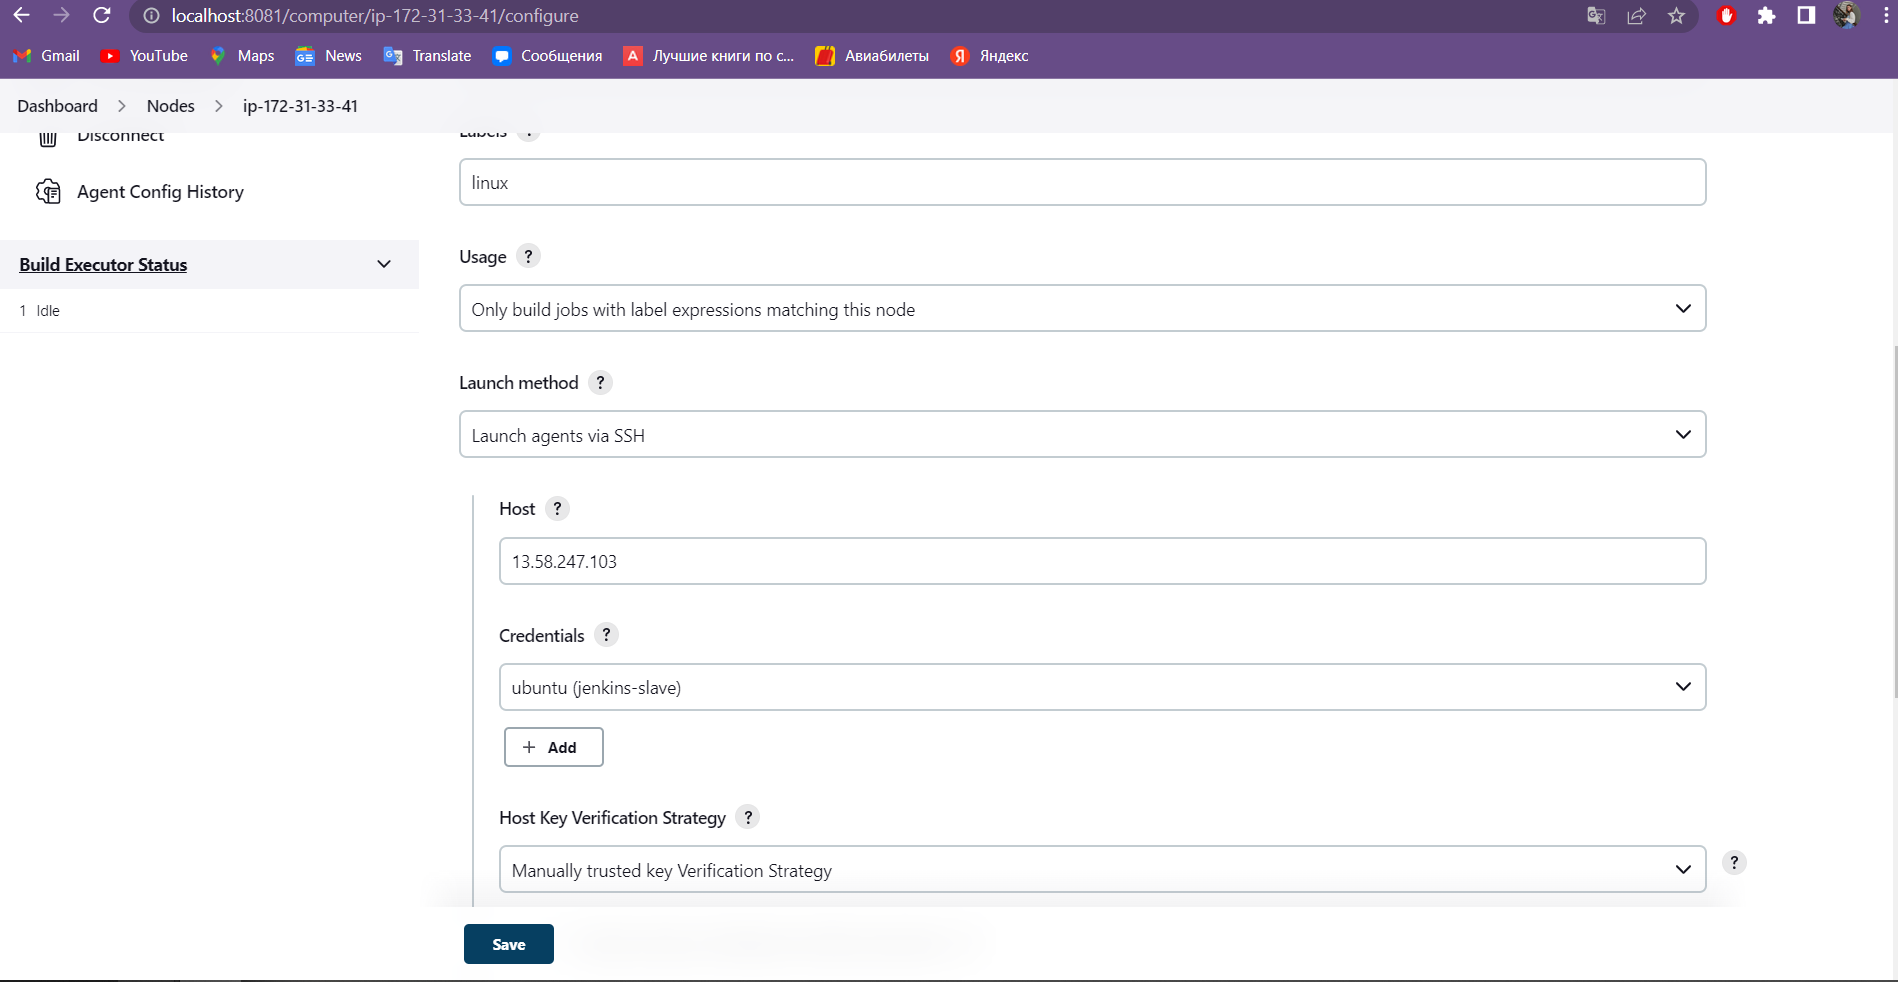 localhost:8081/computer/ip-172-31-33-41/configure
Gmail YouTube Maps News Translate Сообщения Лучшие книги по с... Авиабилеты Яндекс
Dashboard > Nodes > ip-172-31-33-41
Disconnect
Agent Config History
Build Executor Status
1 Idle
Labels ?
linux
Usage ?
Only build jobs with label expressions matching this node
Launch method ?
Launch agents via SSH
Host ?
13.58.247.103
Credentials ?
ubuntu (jenkins-slave)
+ Add
Host Key Verification Strategy ?
Manually trusted key Verification Strategy
?
Save